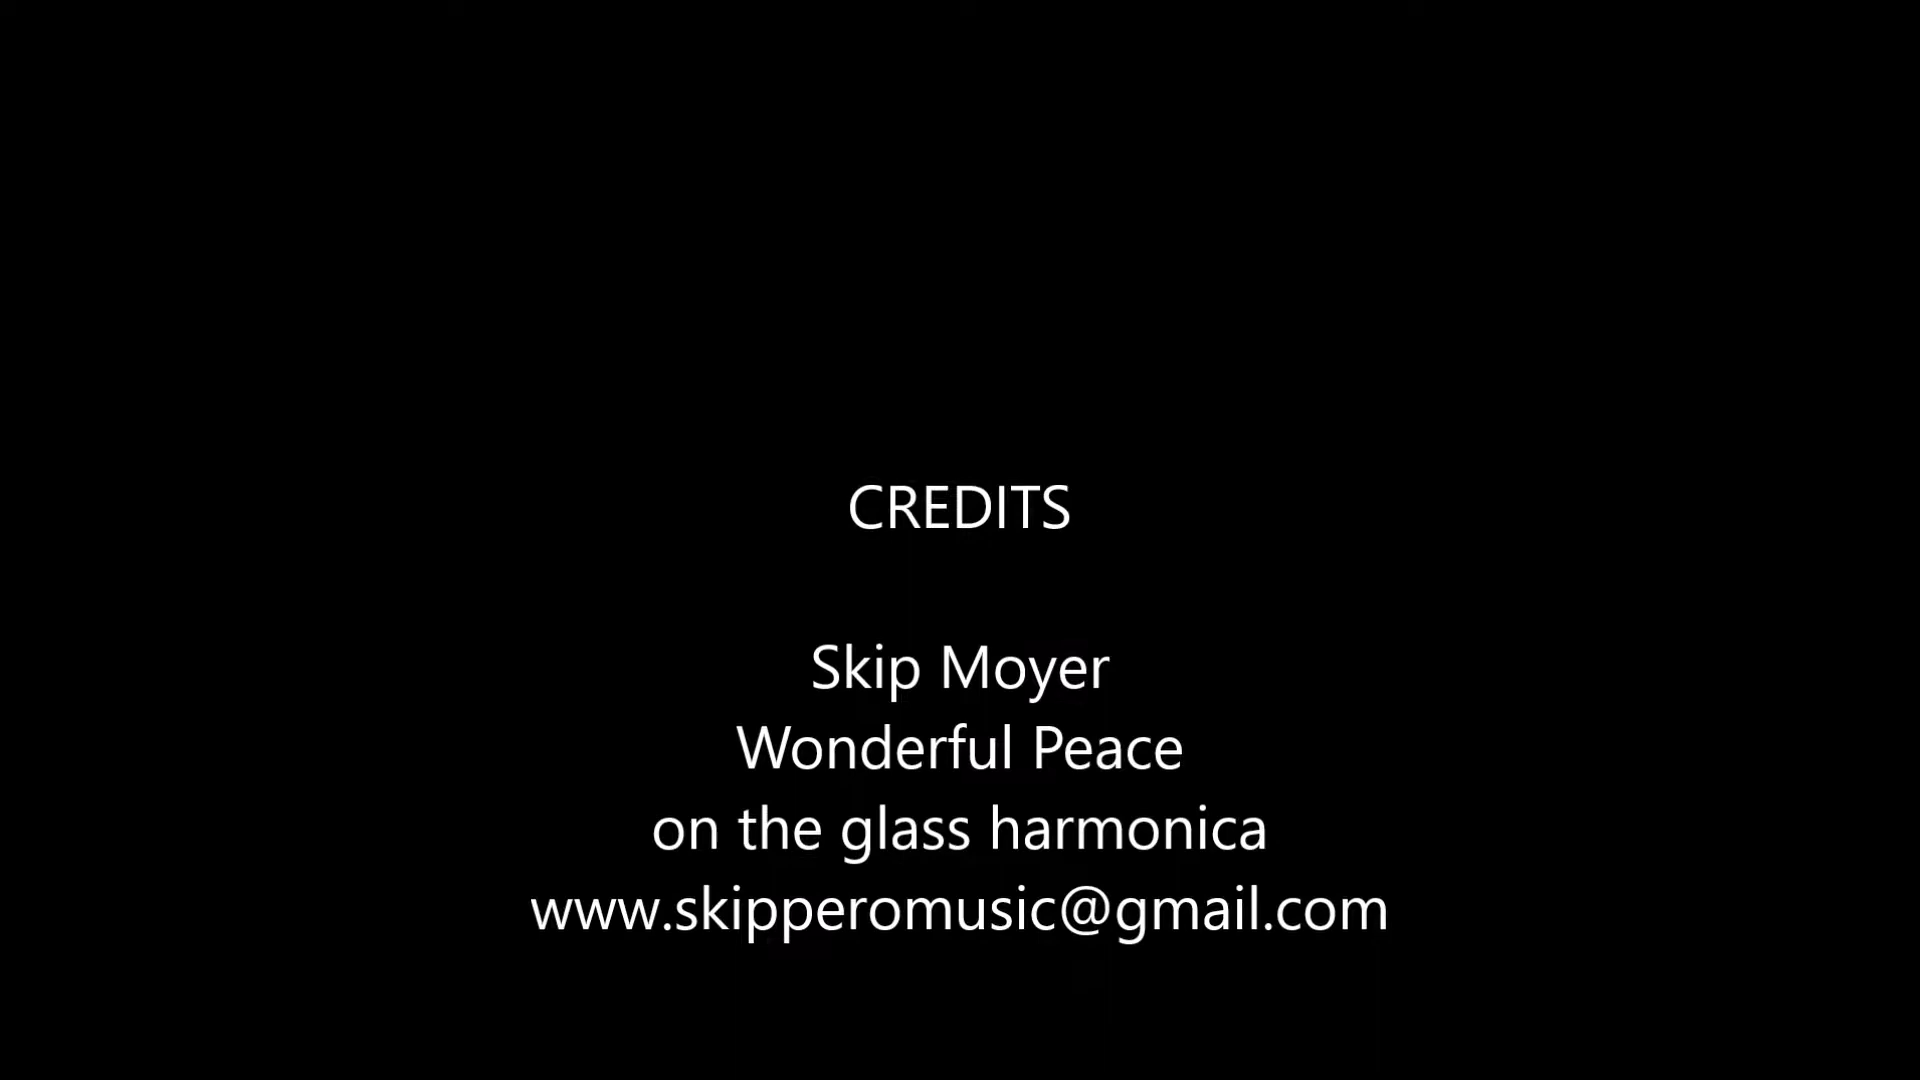 CREDITS
Skip Moyer
Wonderful Peace
on the glass harmonica
www.skipperomusic@gmail.com